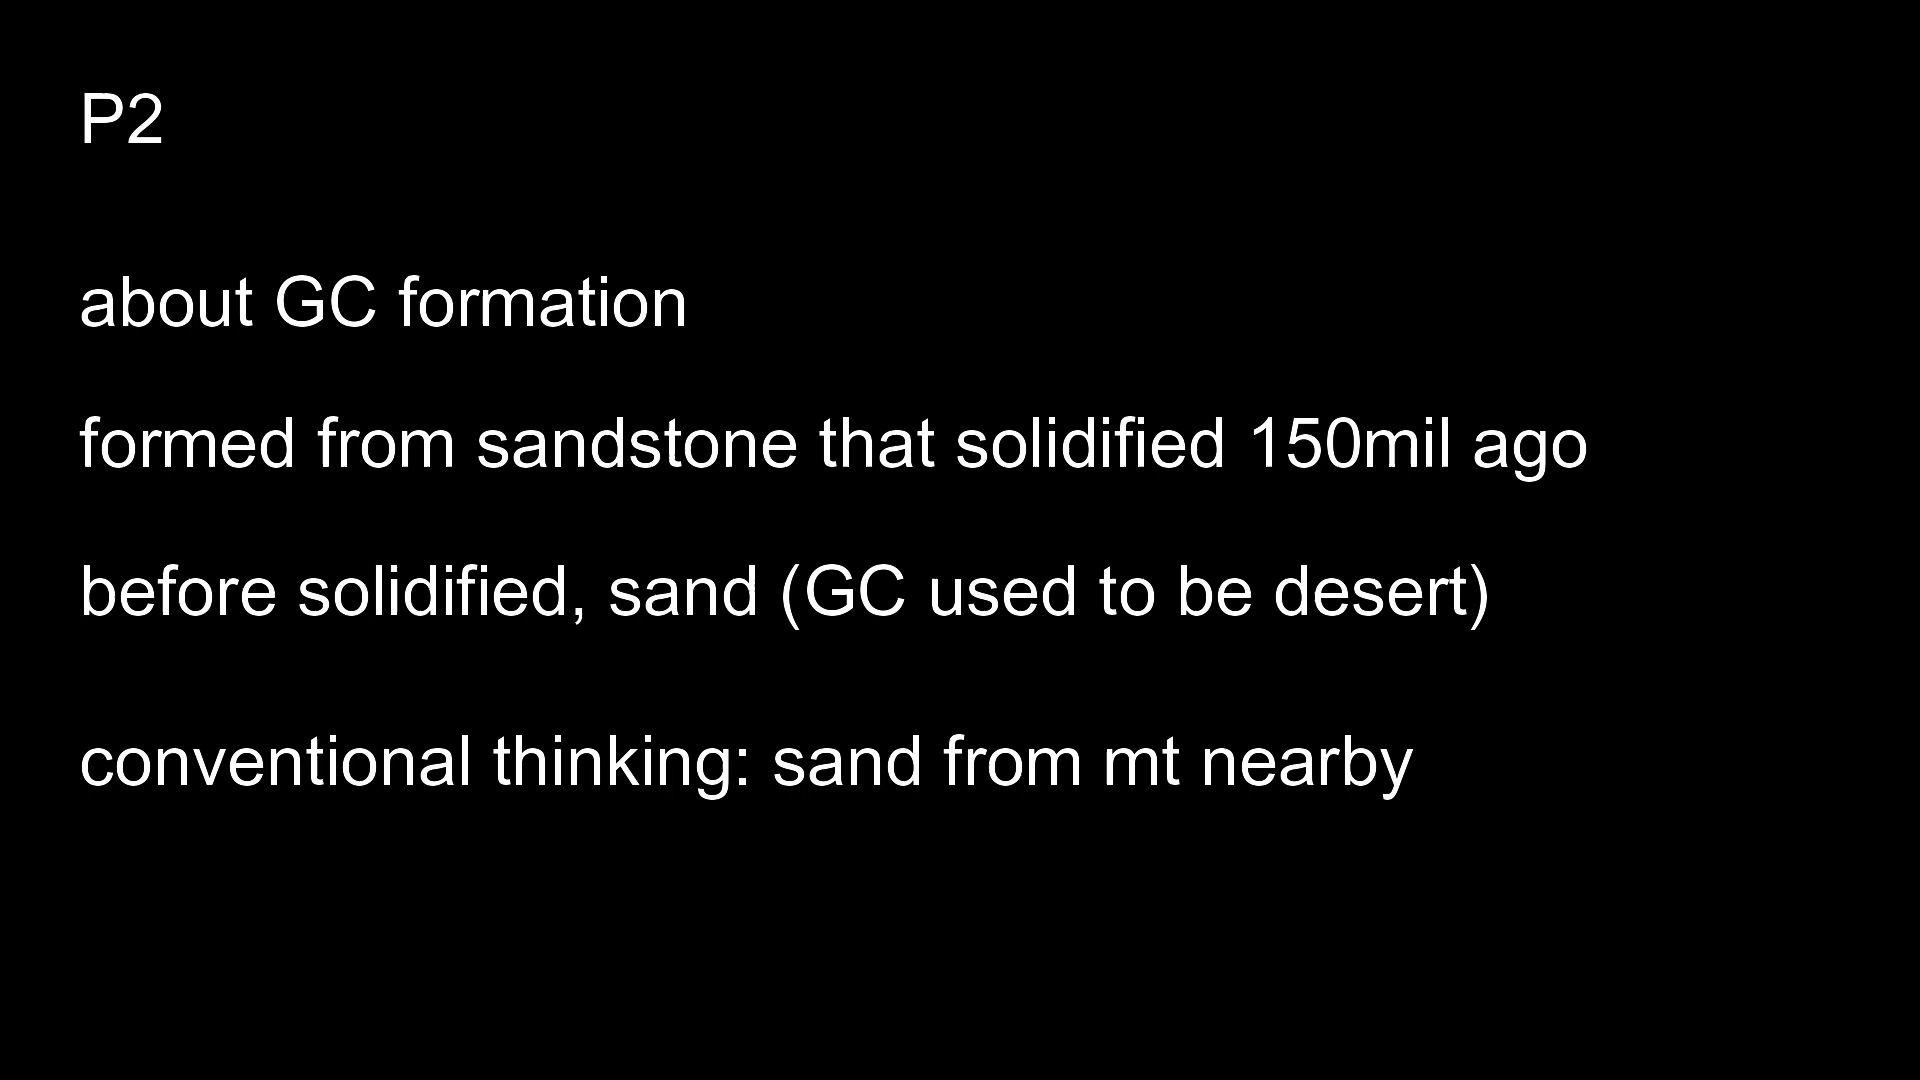 P2
about GC formation
formed from sandstone that solidified 150mil ago
before solidified, sand (GC used to be desert)
conventional thinking: sand from mt nearby